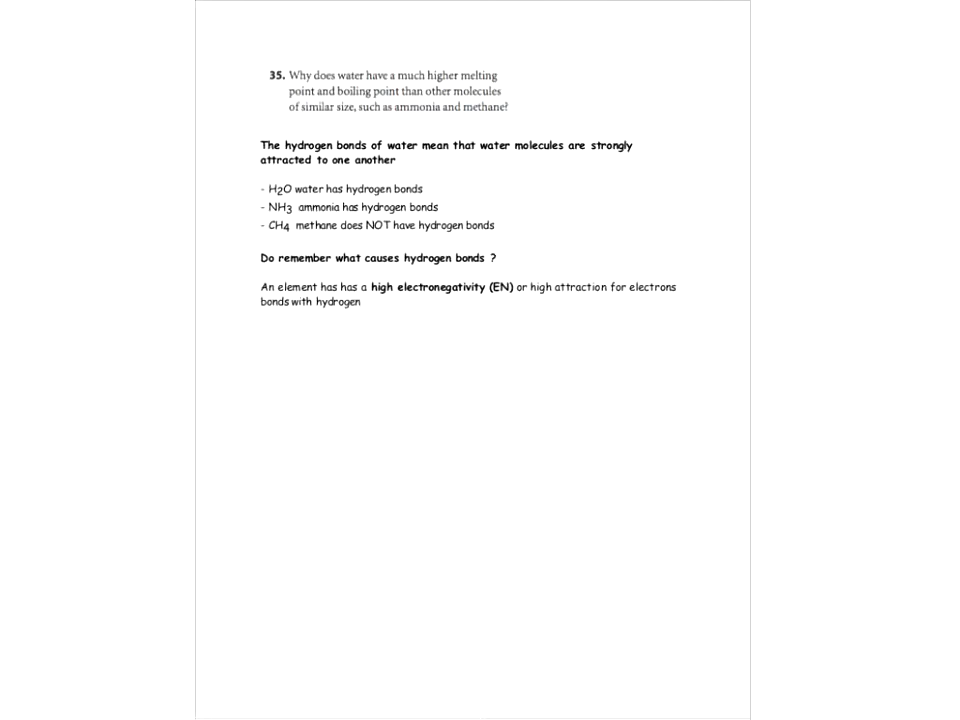 35. Why does water have a much higher melting
point and boiling point than other molecules
of similar size, such as ammonia and methane?
The hydrogen bonds of water mean that water molecules are strongly
attracted to one another
- H2O water has hydrogen bonds
- NH3 ammonia has hydrogen bonds
- CH4 methane does NOT have hydrogen bonds
Do remember what causes hydrogen bonds ?
An element has has a high electronegativity (EN) or high attraction for electrons
bonds with hydrogen